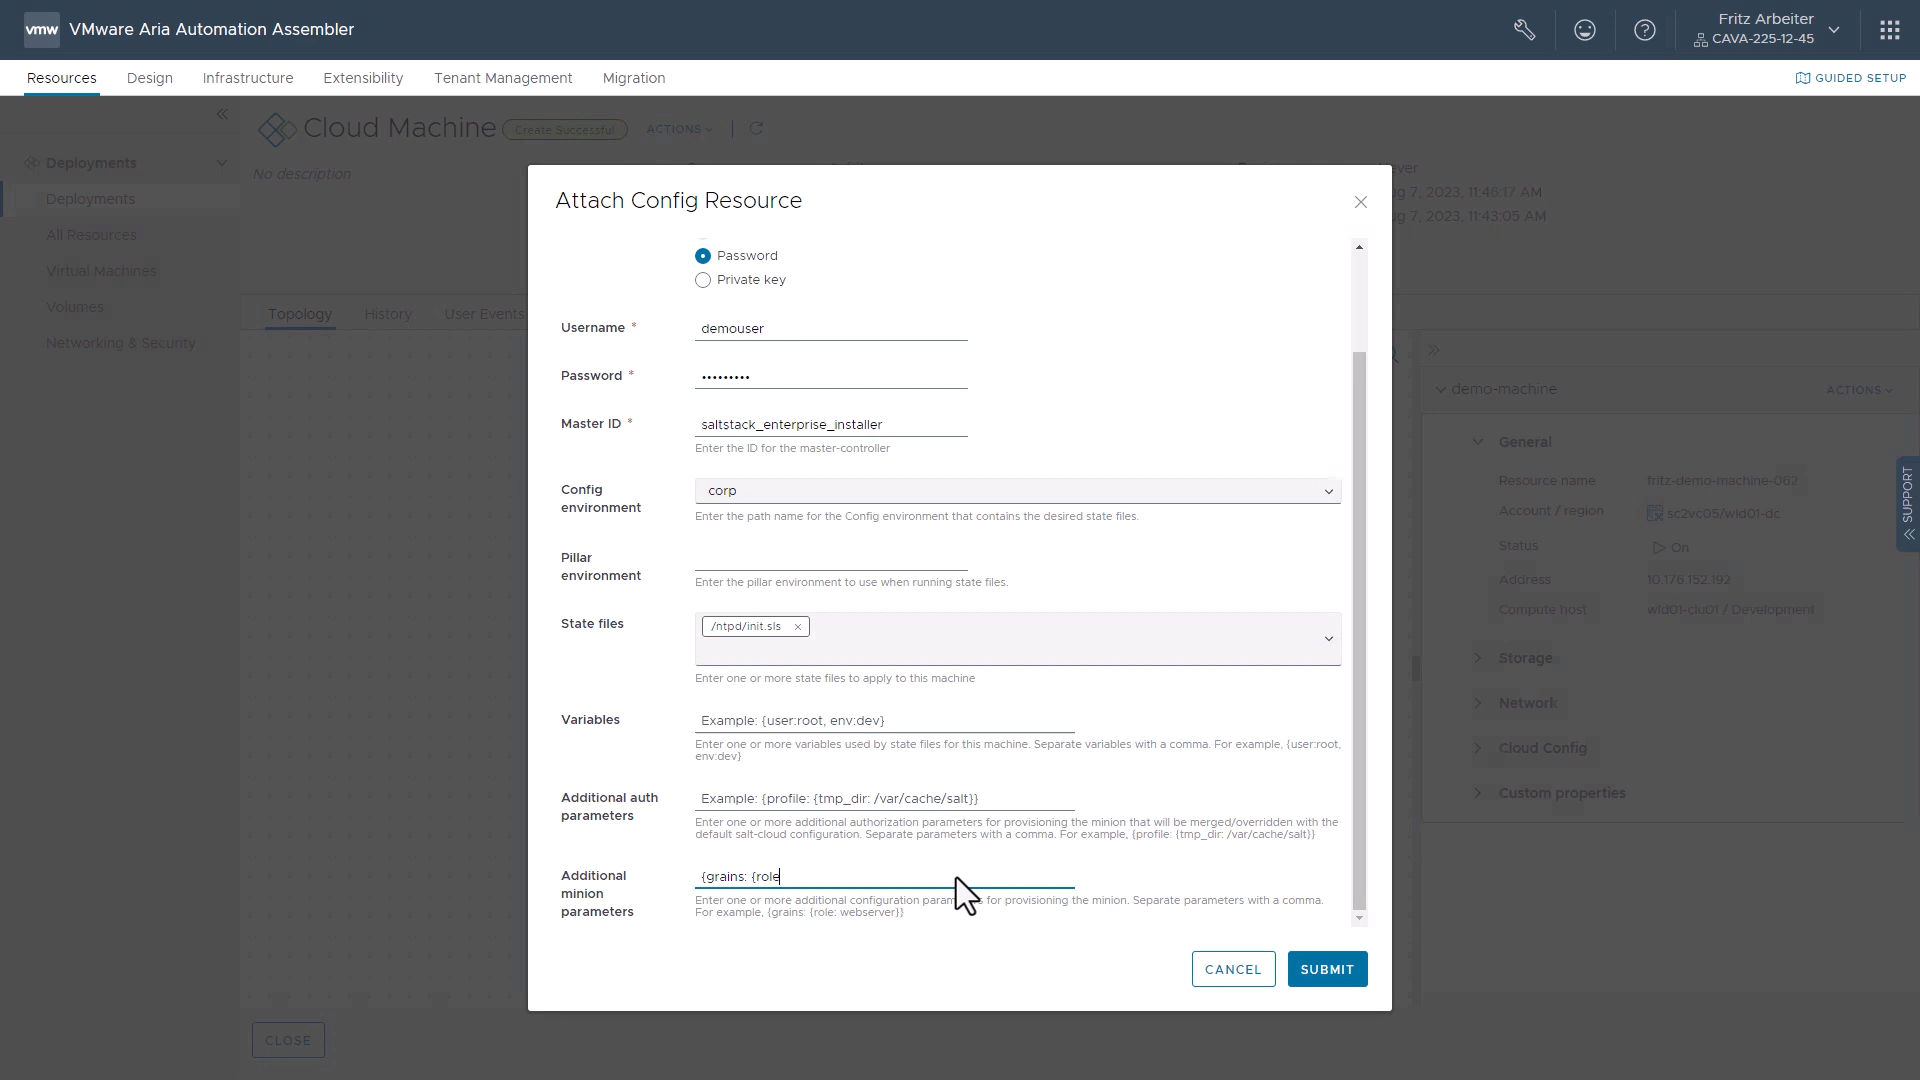 vmw VMware Aria Automation Assembler
Fritz Arbeiter
CAVA-225-12-45
Resources Design Infrastructure Extensibility Tenant Management Migration
GUIDED SETUP
Cloud Machine Create Successful ACTIONS
No description
Deployments
Deployments
All Resources
Virtual Machines
Volumes
Networking & Security
Topology History User Events
CLOSE
Attach Config Resource
Password
Private key
Username *
demouser
Password *
•••••••••
Master ID *
saltstack_enterprise_installer
Enter the ID for the master-controller
Config
environment
corp
Enter the path name for the Config environment that contains the desired state files.
Pillar
environment
Enter the pillar environment to use when running state files.
State files
/ntpd/init.sls
Enter one or more state files to apply to this machine
Variables
Example: {user:root, env:dev}
Enter one or more variables used by state files for this machine. Separate variables with a comma. For example, {user:root,
env:dev}
Additional auth
parameters
Example: {profile: {tmp_dir: /var/cache/salt}}
Enter one or more additional authorization parameters for provisioning the minion that will be merged/overridden with the
default salt-cloud configuration. Separate parameters with a comma. For example, {profile: {tmp_dir: /var/cache/salt}}
Additional
minion
parameters
{grains: {role
Enter one or more additional configuration param s for provisioning the minion. Separate parameters with a comma.
For example, {grains: {role: webserver}}
CANCEL SUBMIT
ever
ug 7, 2023, 11:46:17 AM
ug 7, 2023, 11:43:05 AM
demo-machine ACTIONS
General
Resource name fritz-demo-machine-062
Account / region sc2vc05/wld01-dc
Status On
Address 10.176.152.192
Compute host wld01-clu01 / Development
Storage
Network
Cloud Config
Custom properties
SUPPORT